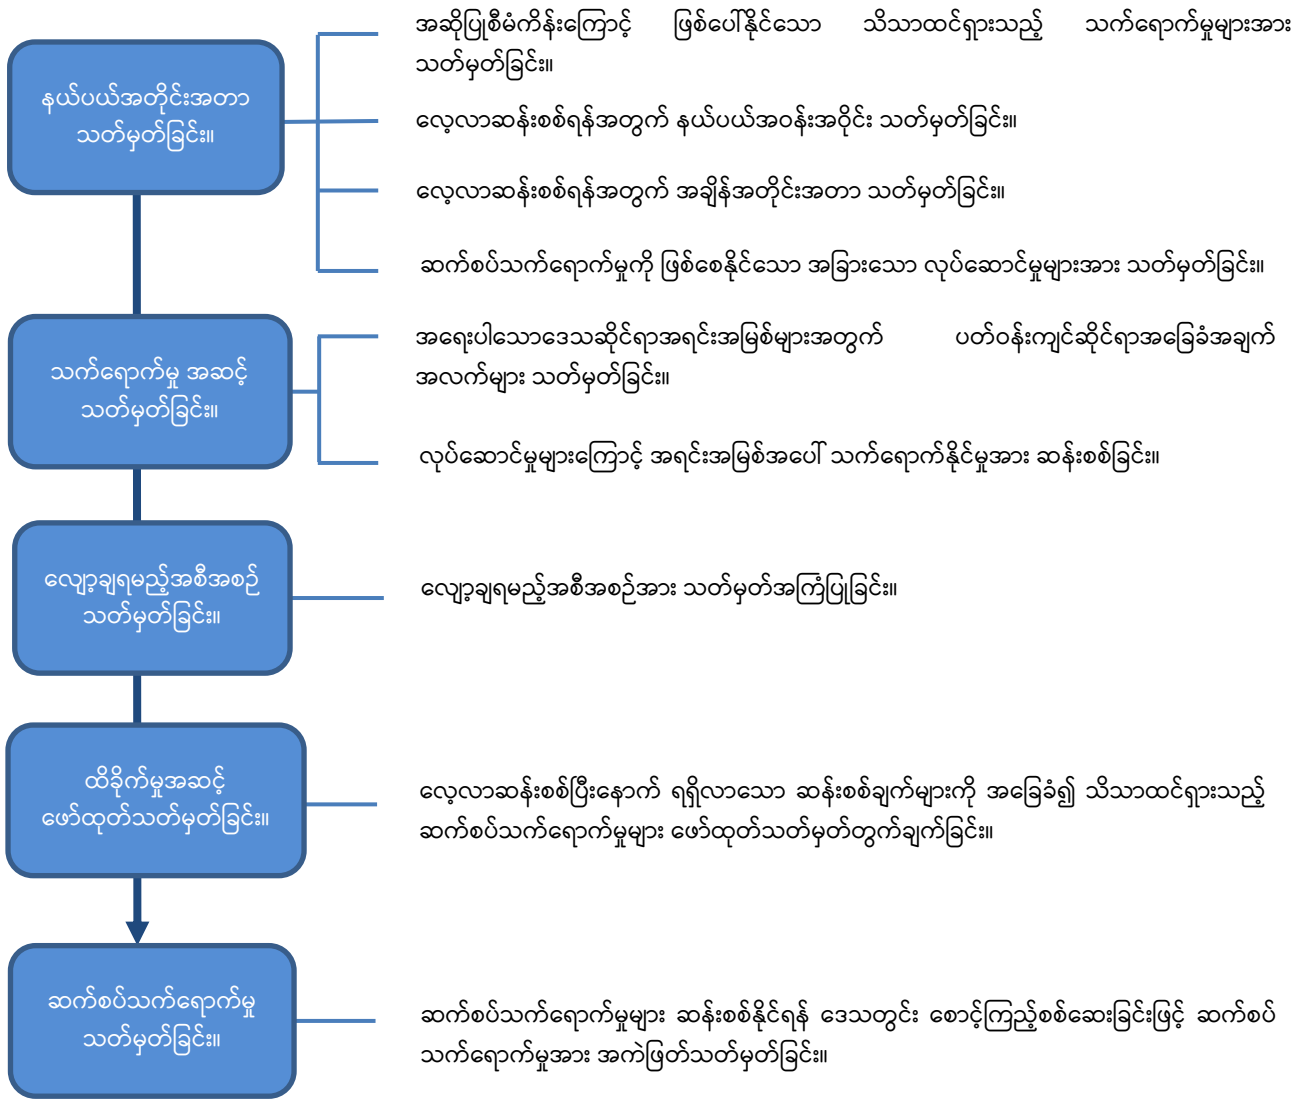 နယ်ပယ်အတိုင်းအတာ
သတ်မှတ်ခြင်း။
အဆိုပြုစီမံကိန်းကြောင့် ဖြစ်ပေါ်နိုင်သော သိသာထင်ရှားသည့် သက်ရောက်မှုများအား
သတ်မှတ်ခြင်း။
လေ့လာဆန်းစစ်ရန်အတွက် နယ်ပယ်အဝန်းအဝိုင်း သတ်မှတ်ခြင်း။
လေ့လာဆန်းစစ်ရန်အတွက် အချိန်အတိုင်းအတာ သတ်မှတ်ခြင်း။
ဆက်စပ်သက်ရောက်မှုကို ဖြစ်စေနိုင်သော အခြားသော လုပ်ဆောင်မှုများအား သတ်မှတ်ခြင်း။
သက်ရောက်မှု အဆင့်
သတ်မှတ်ခြင်း။
အရေးပါသောဒေသဆိုင်ရာအရင်းအမြစ်များအတွက် ပတ်ဝန်းကျင်ဆိုင်ရာအခြေခံအချက်
အလက်များ သတ်မှတ်ခြင်း။
လုပ်ဆောင်မှုများကြောင့် အရင်းအမြစ်အပေါ် သက်ရောက်နိုင်မှုအား ဆန်းစစ်ခြင်း။
လျော့ချရမည့်အစီအစဉ်
သတ်မှတ်ခြင်း။
လျော့ချရမည့်အစီအစဉ်အား သတ်မှတ်အကြံပြုခြင်း။
ထိခိုက်မှုအဆင့်
ဖော်ထုတ်သတ်မှတ်ခြင်း။
လေ့လာဆန်းစစ်ပြီးနောက် ရရှိလာသော ဆန်းစစ်ချက်များကို အခြေခံ၍ သိသာထင်ရှားသည့်
ဆက်စပ်သက်ရောက်မှုများ ဖော်ထုတ်သတ်မှတ်တွက်ချက်ခြင်း။
ဆက်စပ်သက်ရောက်မှု
သတ်မှတ်ခြင်း။
ဆက်စပ်သက်ရောက်မှုများ ဆန်းစစ်နိုင်ရန် ဒေသတွင်း စောင့်ကြည့်စစ်ဆေးခြင်းဖြင့် ဆက်စပ်
သက်ရောက်မှုအား အကဲဖြတ်သတ်မှတ်ခြင်း။